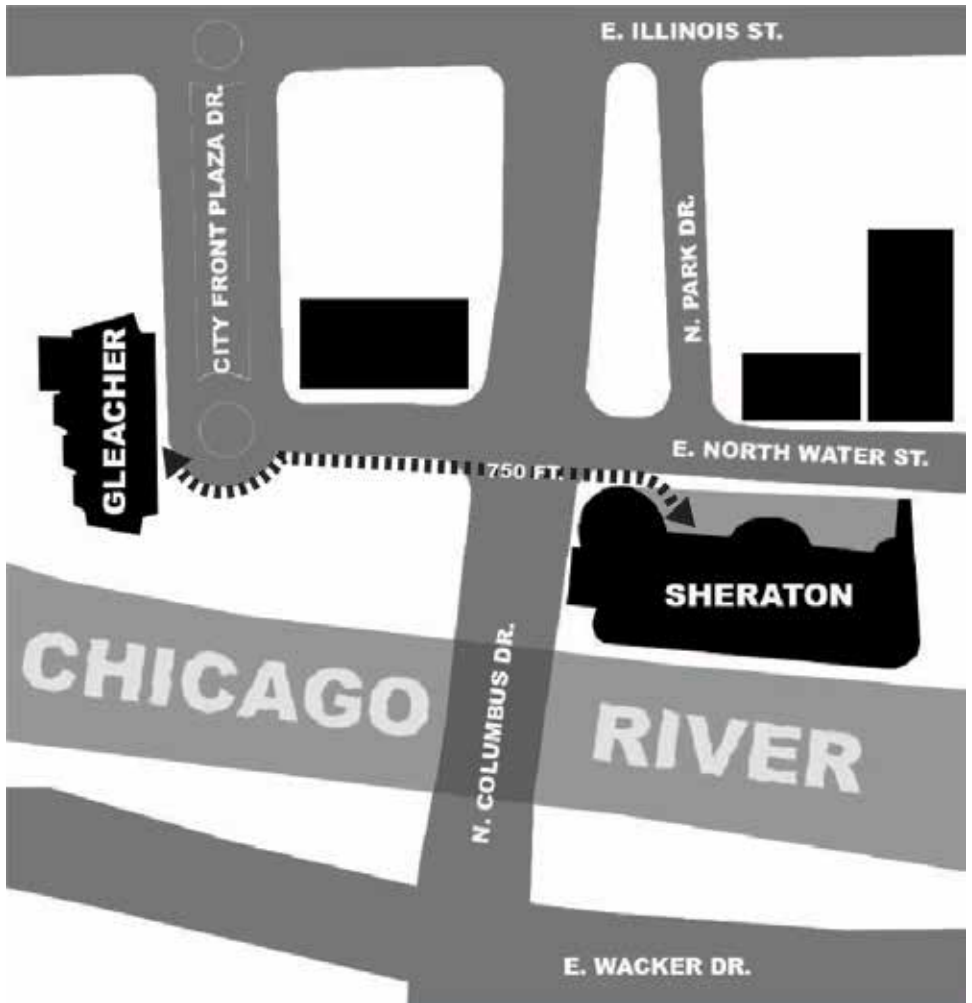 E. ILLINOIS ST.
CITY FRONT PLAZA DR.
N. PARK DR.
GLEACHER
E. NORTH WATER ST.
750 FT.
SHERATON
CHICAGO
RIVER
N. COLUMBUS DR.
E. WACKER DR.